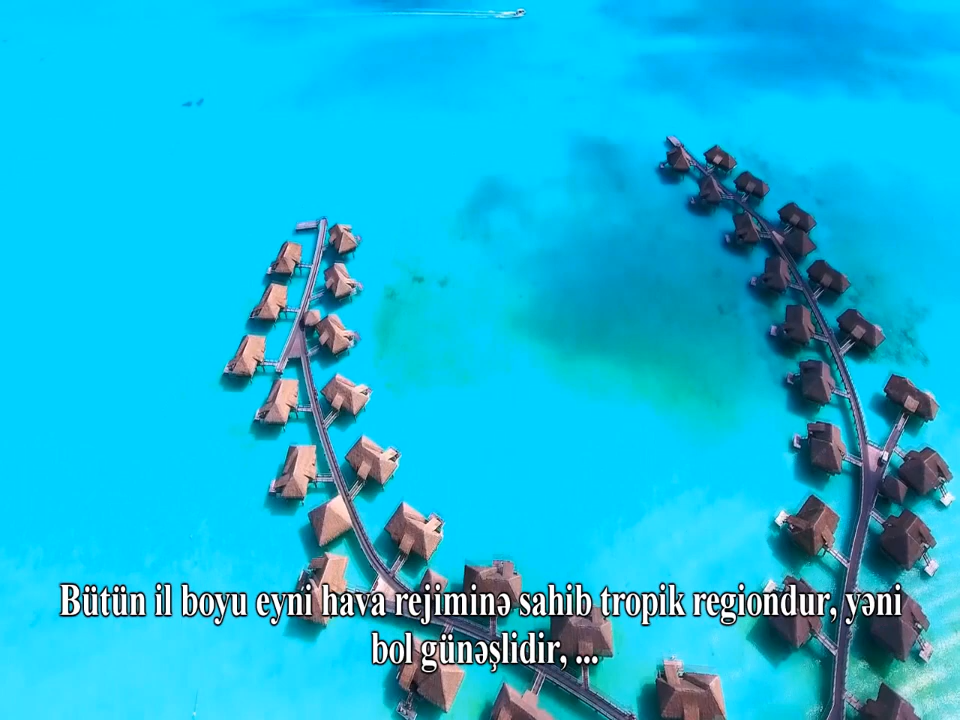 Bütün il boyu eyni hava rejiminə sahib tropik regiondur, yəni
bol günəşlidir, ...